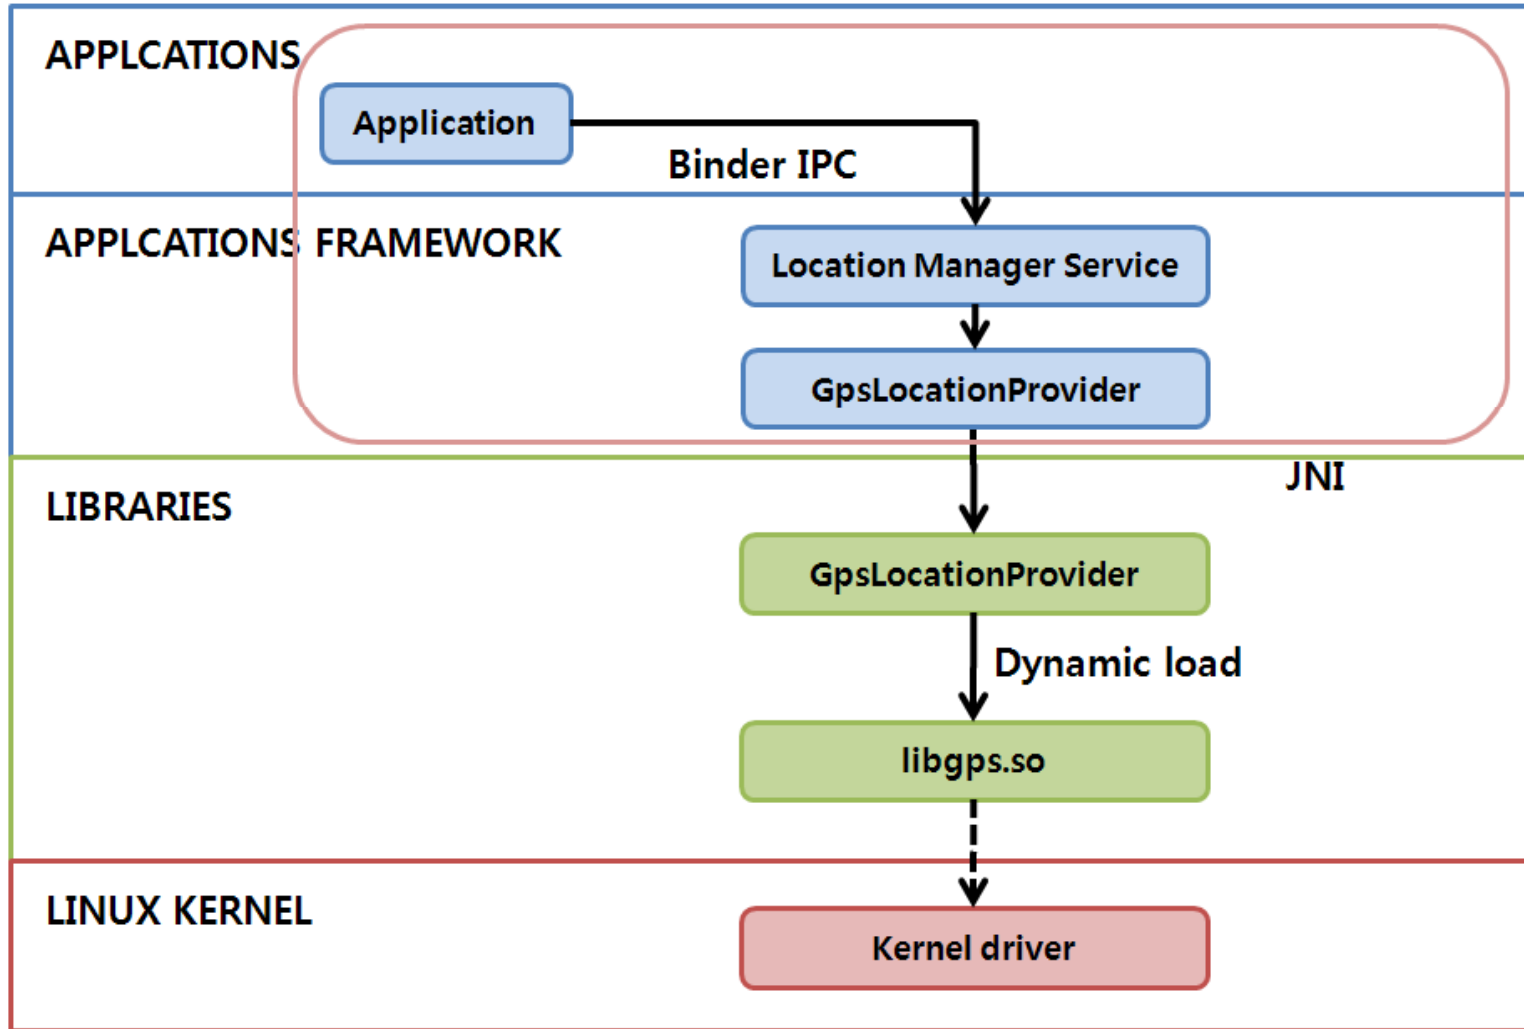 APPLCATIONS
Application
Binder IPC
APPLCATIONS FRAMEWORK
Location Manager Service
GpsLocationProvider
JNI
LIBRARIES
GpsLocationProvider
Dynamic load
libgps.so
LINUX KERNEL
Kernel driver